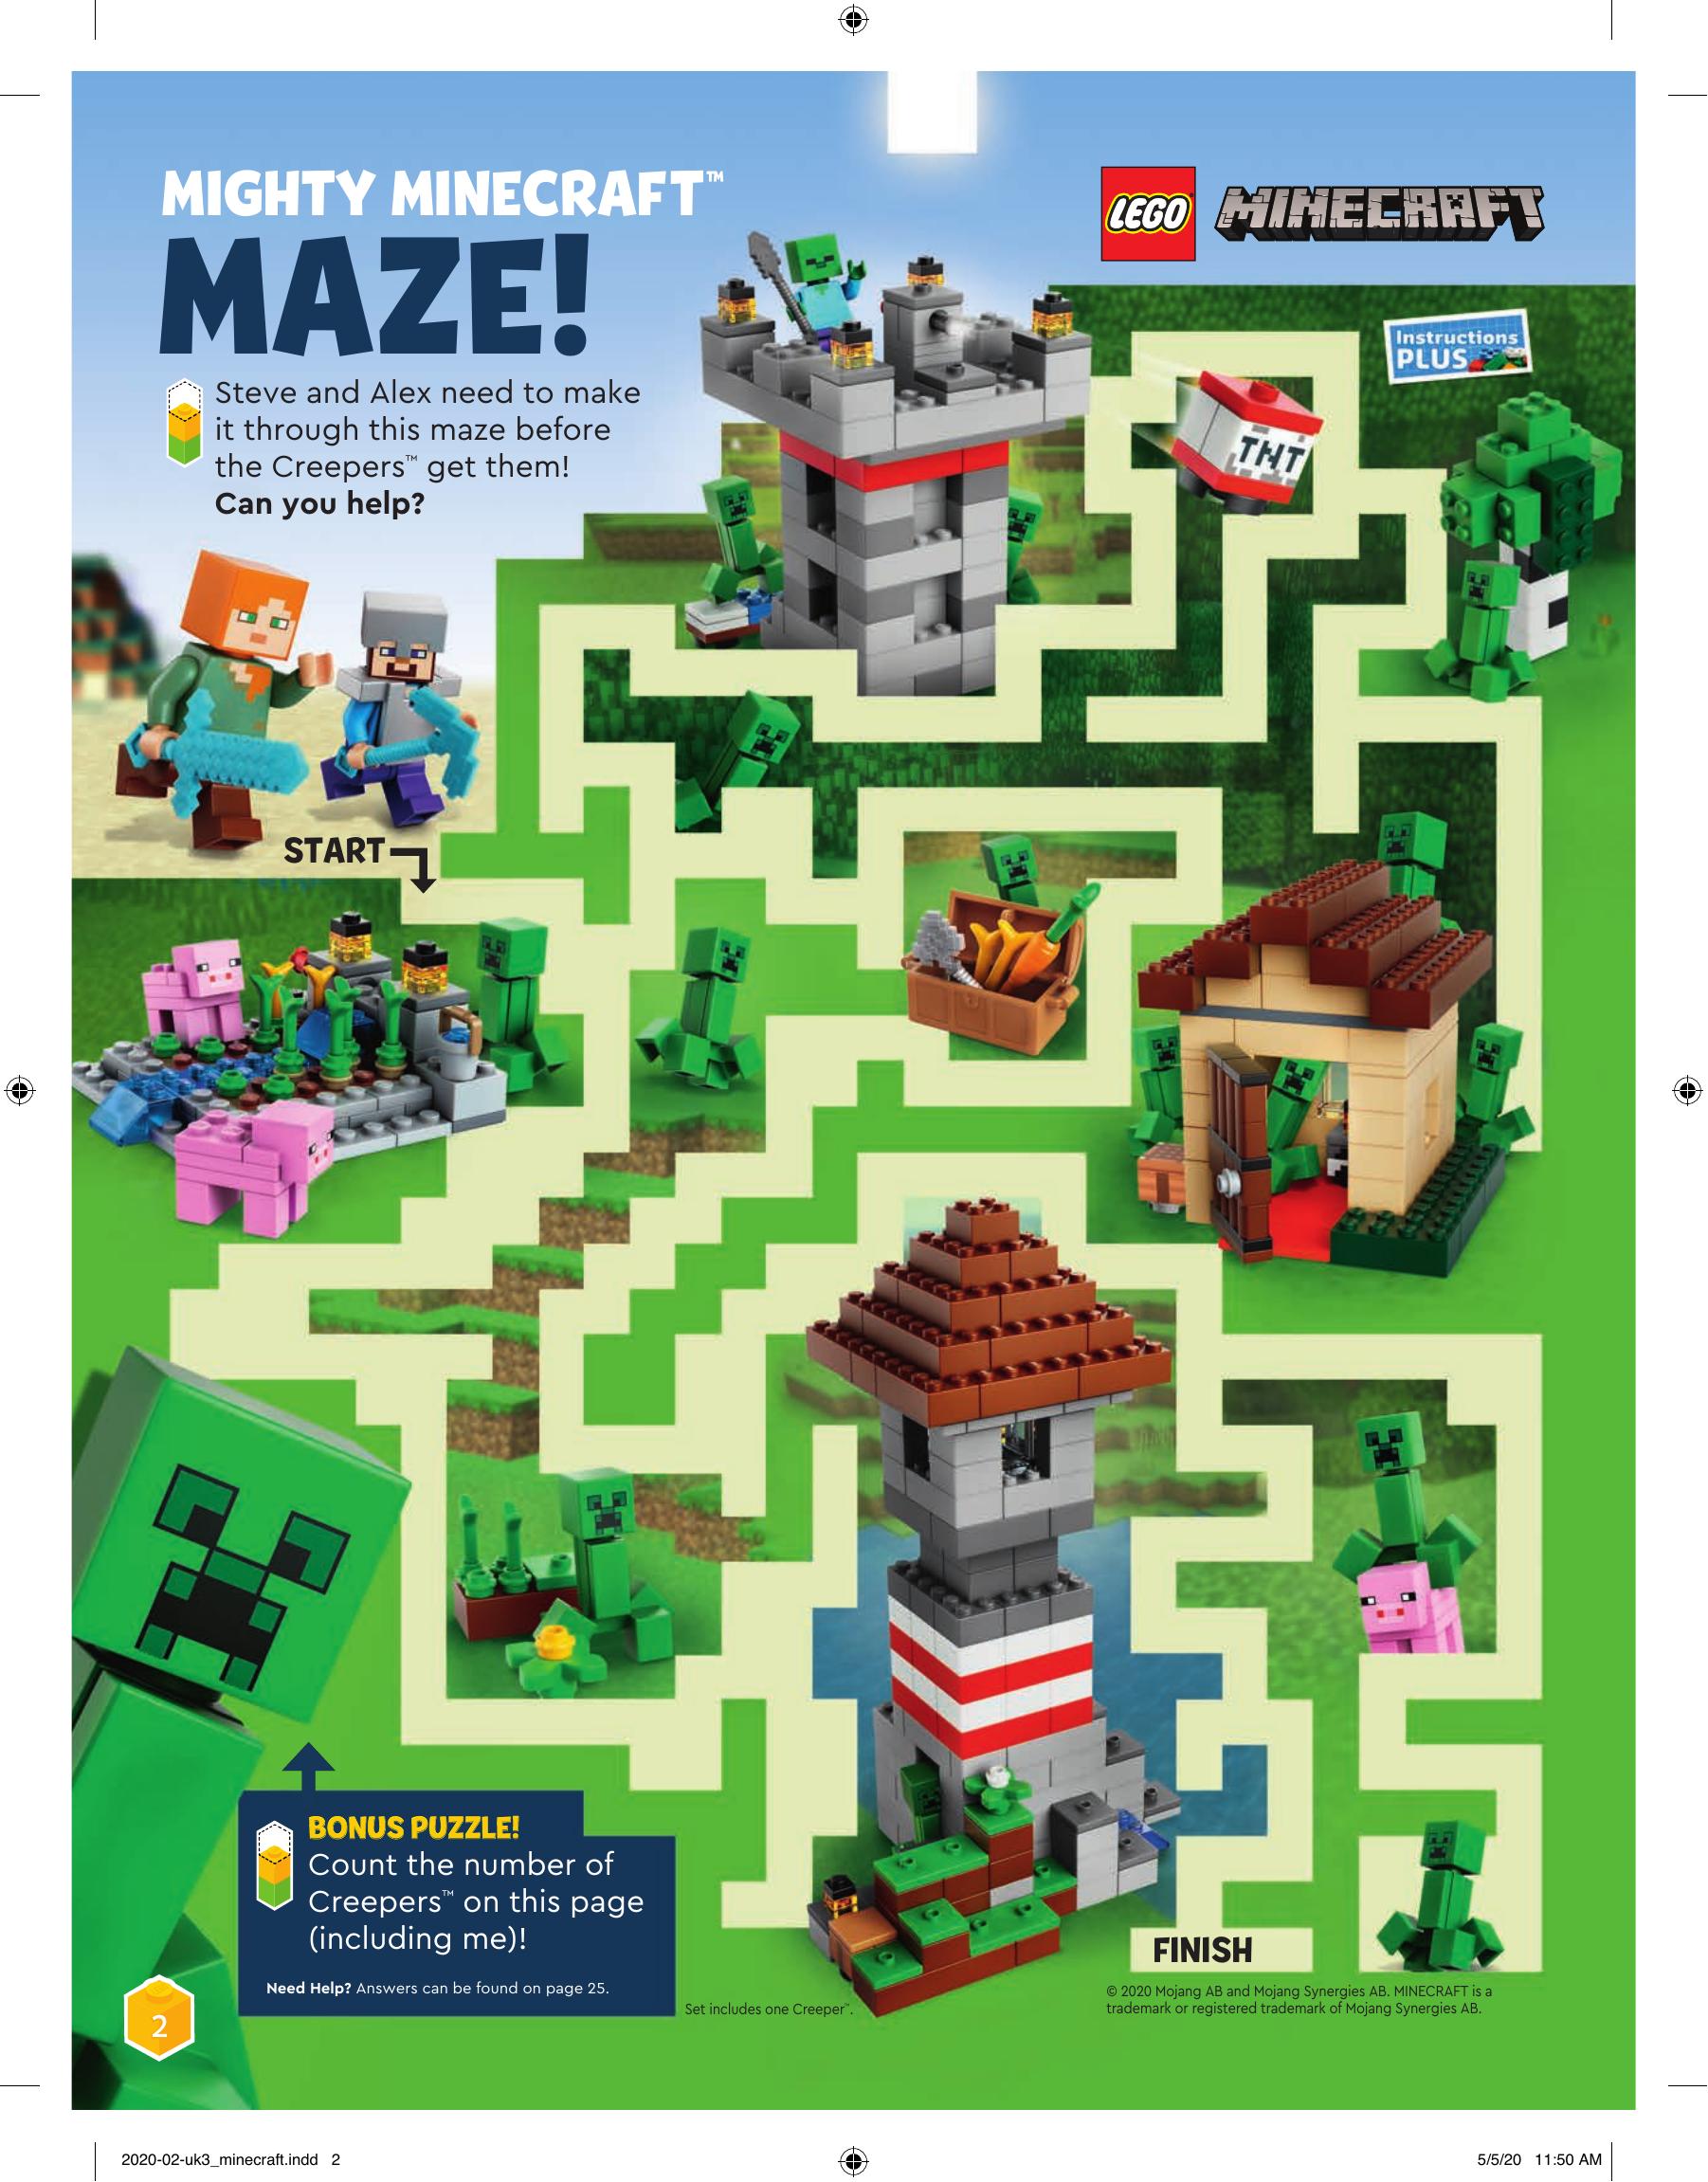 MIGHTY MINECRAFT™
MAZE!
LEGO
MINECRAFT
Instructions
PLUS
Steve and Alex need to make
it through this maze before
the Creepers™ get them!
Can you help?
TNT
START
BONUS PUZZLE!
Count the number of
Creepers™ on this page
(including me)!
Need Help? Answers can be found on page 25.
2
Set includes one Creeper™.
FINISH
© 2020 Mojang AB and Mojang Synergies AB. MINECRAFT is a
trademark or registered trademark of Mojang Synergies AB.
2020-02-uk3_minecraft.indd 2
5/5/20 11:50 AM